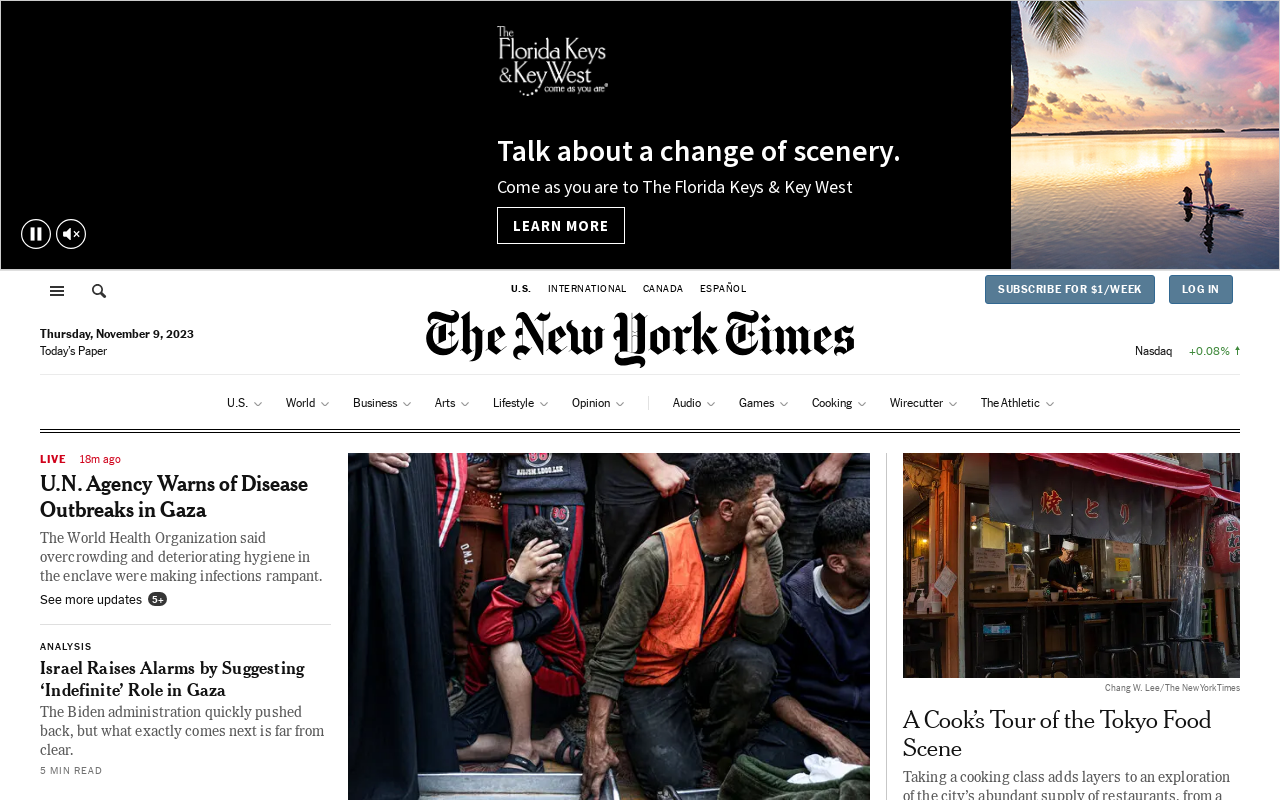 The
Florida Keys
& Key West
come as you are®
Talk about a change of scenery.
Come as you are to The Florida Keys & Key West
LEARN MORE
U.S. INTERNATIONAL CANADA ESPAÑOL
SUBSCRIBE FOR $1/WEEK LOG IN
Thursday, November 9, 2023
Today's Paper
The New York Times
Nasdaq +0.08%
U.S. World Business Arts Lifestyle Opinion Audio Games Cooking Wirecutter The Athletic
LIVE 18m ago
U.N. Agency Warns of Disease
Outbreaks in Gaza
The World Health Organization said
overcrowding and deteriorating hygiene in
the enclave were making infections rampant.
See more updates 5+
ANALYSIS
Israel Raises Alarms by Suggesting
‘Indefinite’ Role in Gaza
The Biden administration quickly pushed
back, but what exactly comes next is far from
clear.
5 MIN READ
焼とり
Chang W. Lee/The New York Times
A Cook’s Tour of the Tokyo Food
Scene
Taking a cooking class adds layers to an exploration
of the city’s abundant supply of restaurants, from a